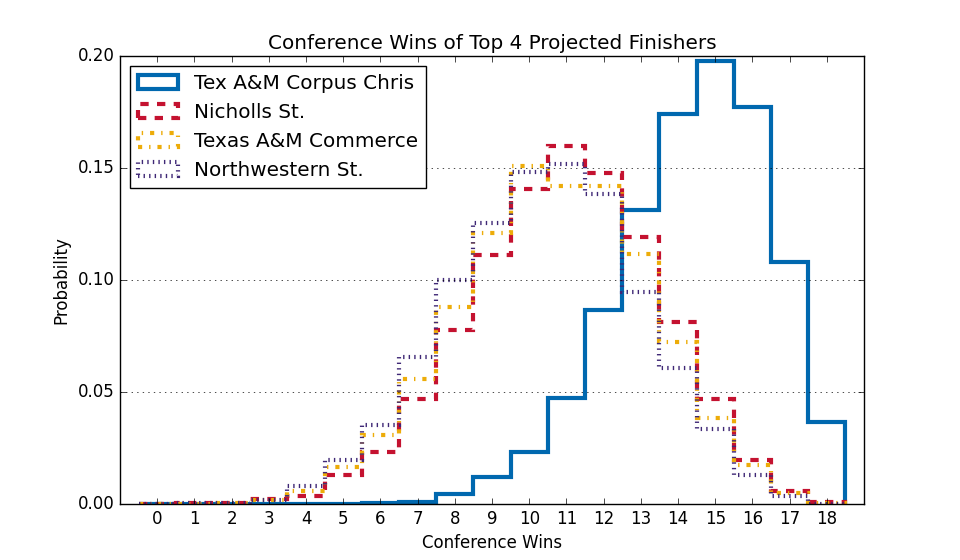 Conference Wins of Top 4 Projected Finishers
0.20
0.15
0.10
0.05
0.00
Probability
Tex A&M Corpus Chris
Nicholls St.
Texas A&M Commerce
Northwestern St.
0 1 2 3 4 5 6 7 8 9 10 11 12 13 14 15 16 17 18
Conference Wins